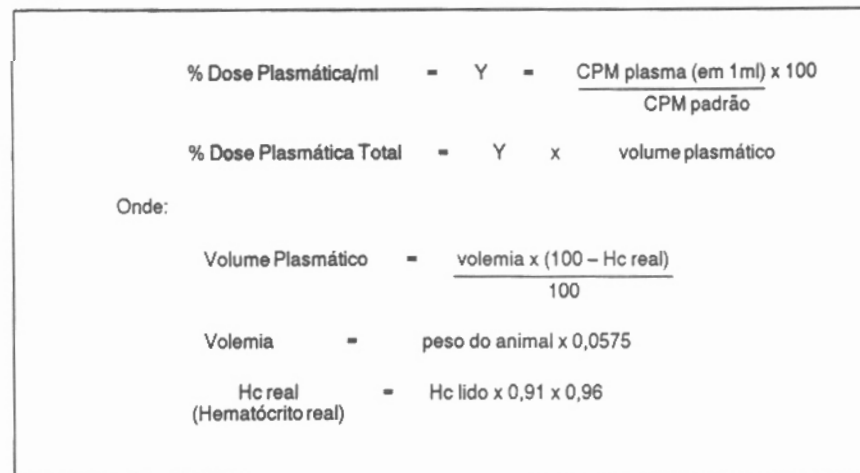 % Dose Plasmática/ml = Y = CPM plasma (em 1ml) x 100
CPM padrão
% Dose Plasmática Total = Y x volume plasmático
Onde:
Volume Plasmático = volemia x (100 – Hc real)
100
Volemia = peso do animal x 0,0575
Hc real = Hc lido x 0,91 x 0,96
(Hematócrito real)